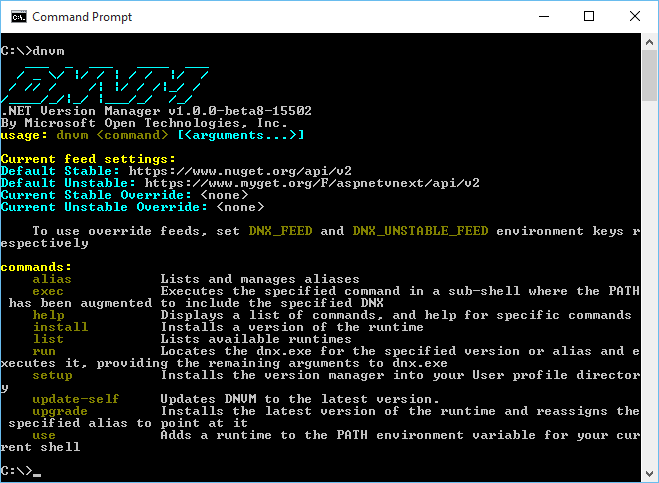 Command Prompt
C:\>dnvm
.NET Version Manager v1.0.0-beta8-15502
By Microsoft Open Technologies, Inc.
usage: dnvm <command> [<arguments...>]
Current feed settings:
Default Stable: https://www.nuget.org/api/v2
Default Unstable: https://www.myget.org/F/aspnetvnext/api/v2
Current Stable Override: <none>
Current Unstable Override: <none>
To use override feeds, set DNX_FEED and DNX_UNSTABLE_FEED environment keys r
espectively
commands:
alias Lists and manages aliases
exec Executes the specified command in a sub-shell where the PATH
has been augmented to include the specified DNX
help Displays a list of commands, and help for specific commands
install Installs a version of the runtime
list Lists available runtimes
run Locates the dnx.exe for the specified version or alias and e
xecutes it, providing the remaining arguments to dnx.exe
setup Installs the version manager into your User profile director
y
update-self Updates DNVM to the latest version.
upgrade Installs the latest version of the runtime and reassigns the
specified alias to point at it
use Adds a runtime to the PATH environment variable for your cur
rent shell
C:\>_